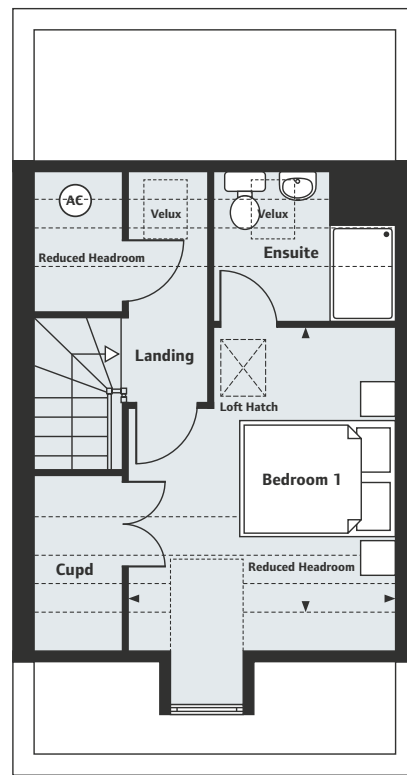 AC
Velux
Velux
Reduced Headroom
Ensuite
Landing
Loft Hatch
Bedroom 1
Cupd
Reduced Headroom